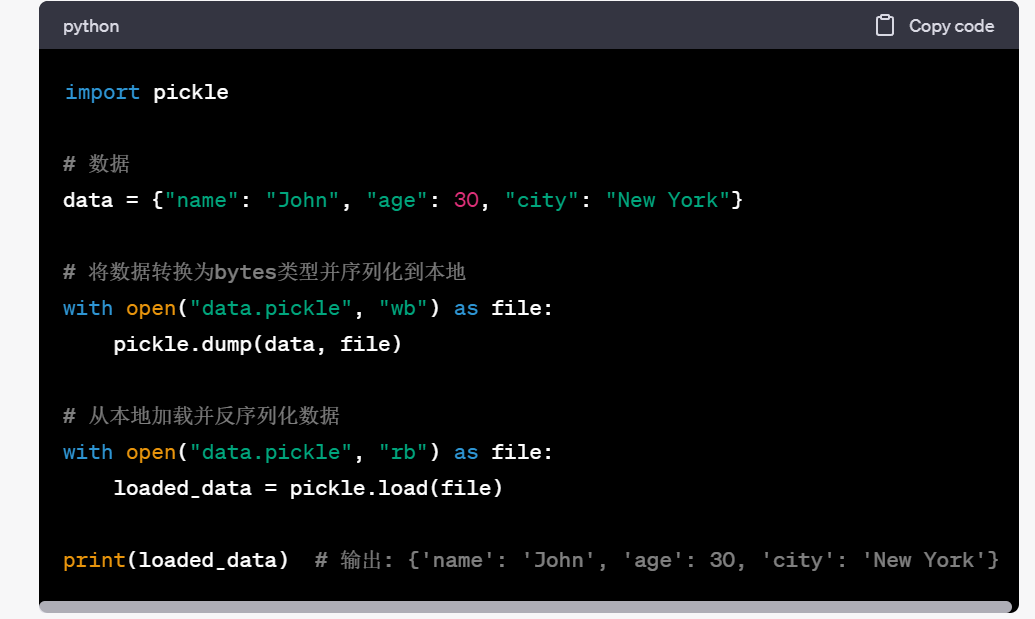 python
Copy code
import pickle
# 数据
data = {"name": "John", "age": 30, "city": "New York"}
# 将数据转换为bytes类型并序列化到本地
with open("data.pickle", "wb") as file:
    pickle.dump(data, file)
# 从本地加载并反序列化数据
with open("data.pickle", "rb") as file:
    loaded_data = pickle.load(file)
print(loaded_data)  # 输出: {'name': 'John', 'age': 30, 'city': 'New York'}